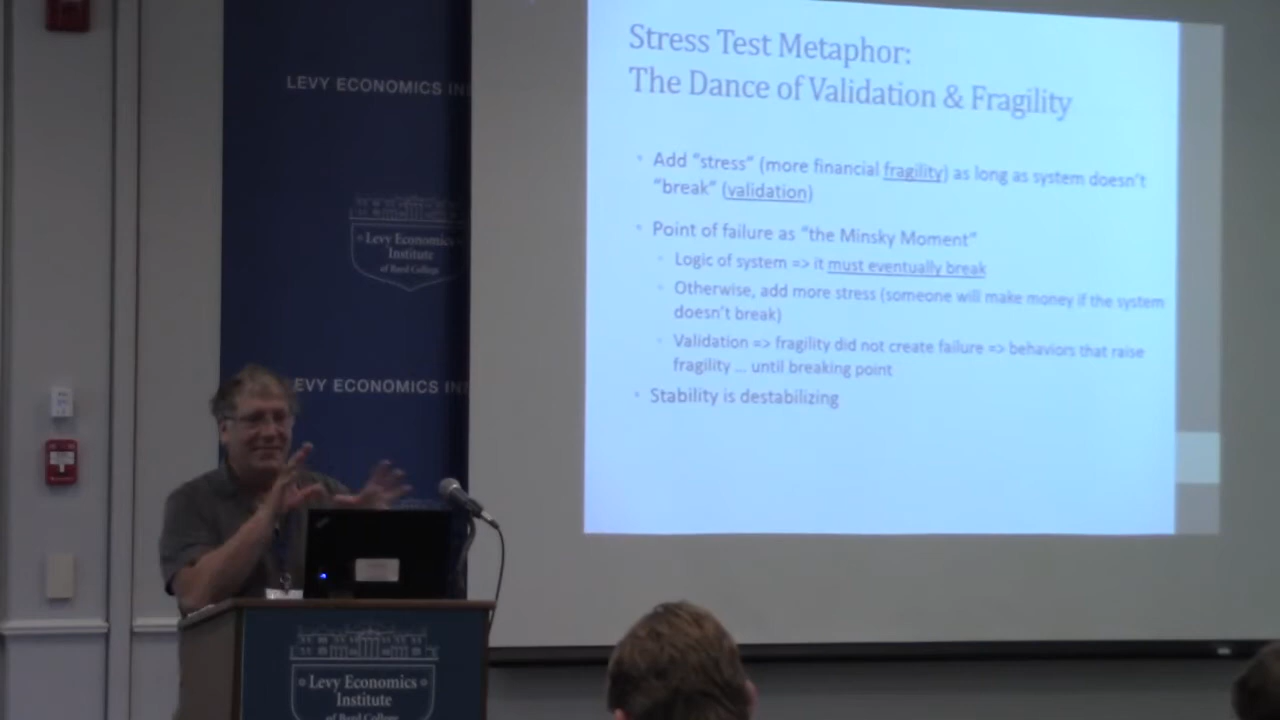 LEVY ECONOMICS IN
Levy Economics
Institute
of Bard College
EVY ECONOMICS IN
Stress Test Metaphor:
The Dance of Validation & Fragility
Add "stress" (more financial fragility) as long as system doesn't
"break" (validation)
Point of failure as "the Minsky Moment"
Logic of system => it must eventually break
Otherwise, add more stress (someone will make money if the system
doesn't break)
Validation => fragility did not create failure => behaviors that raise
fragility ... until breaking point
Stability is destabilizing
Levy Economics
Institute
of Bard College